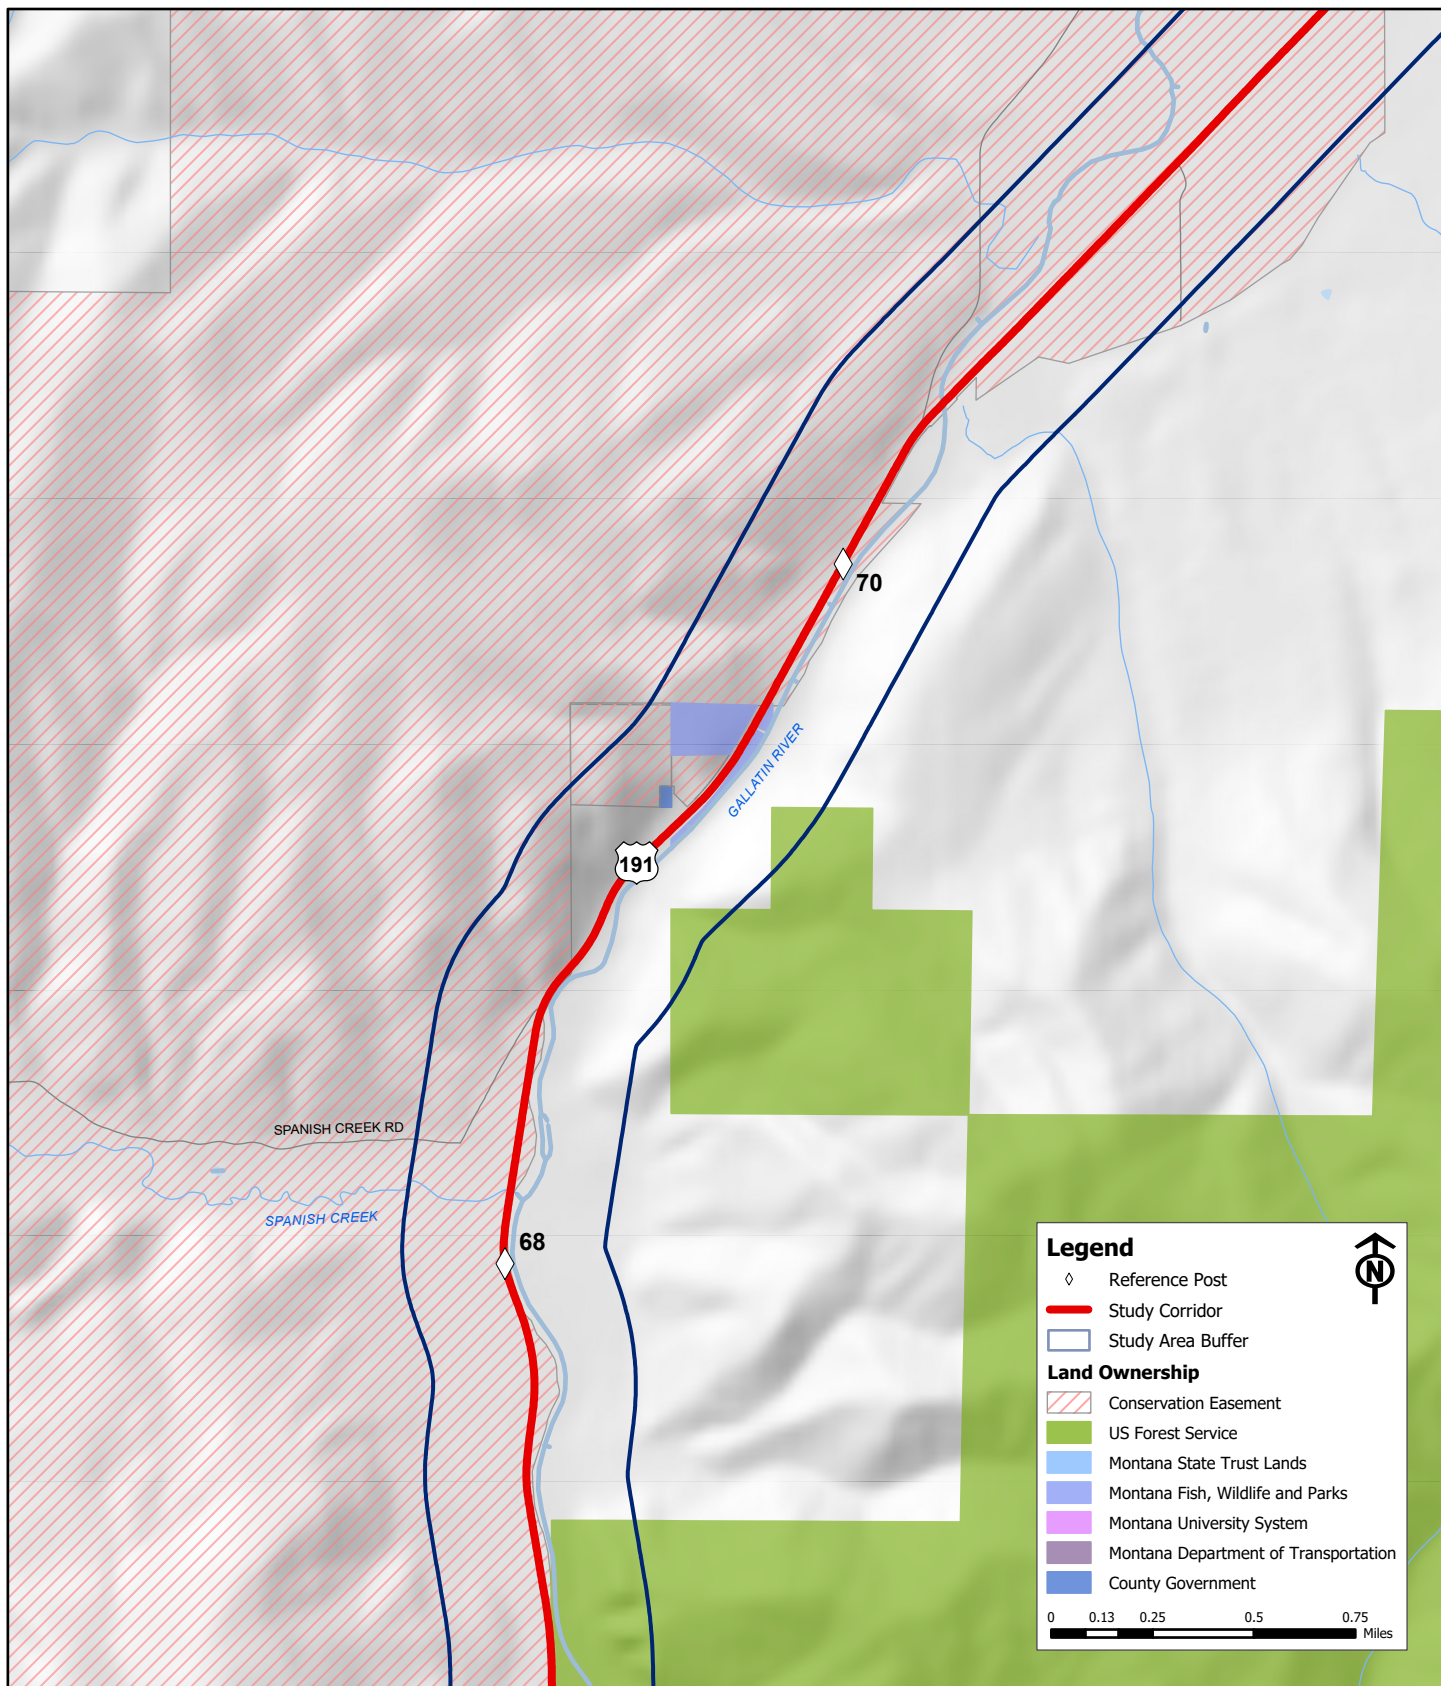 70
GALLATIN RIVER
191
SPANISH CREEK RD
SPANISH CREEK
68
Legend
N
Reference Post
Study Corridor
Study Area Buffer
Land Ownership
Conservation Easement
US Forest Service
Montana State Trust Lands
Montana Fish, Wildlife and Parks
Montana University System
Montana Department of Transportation
County Government
0 0.13 0.25 0.5 0.75
Miles